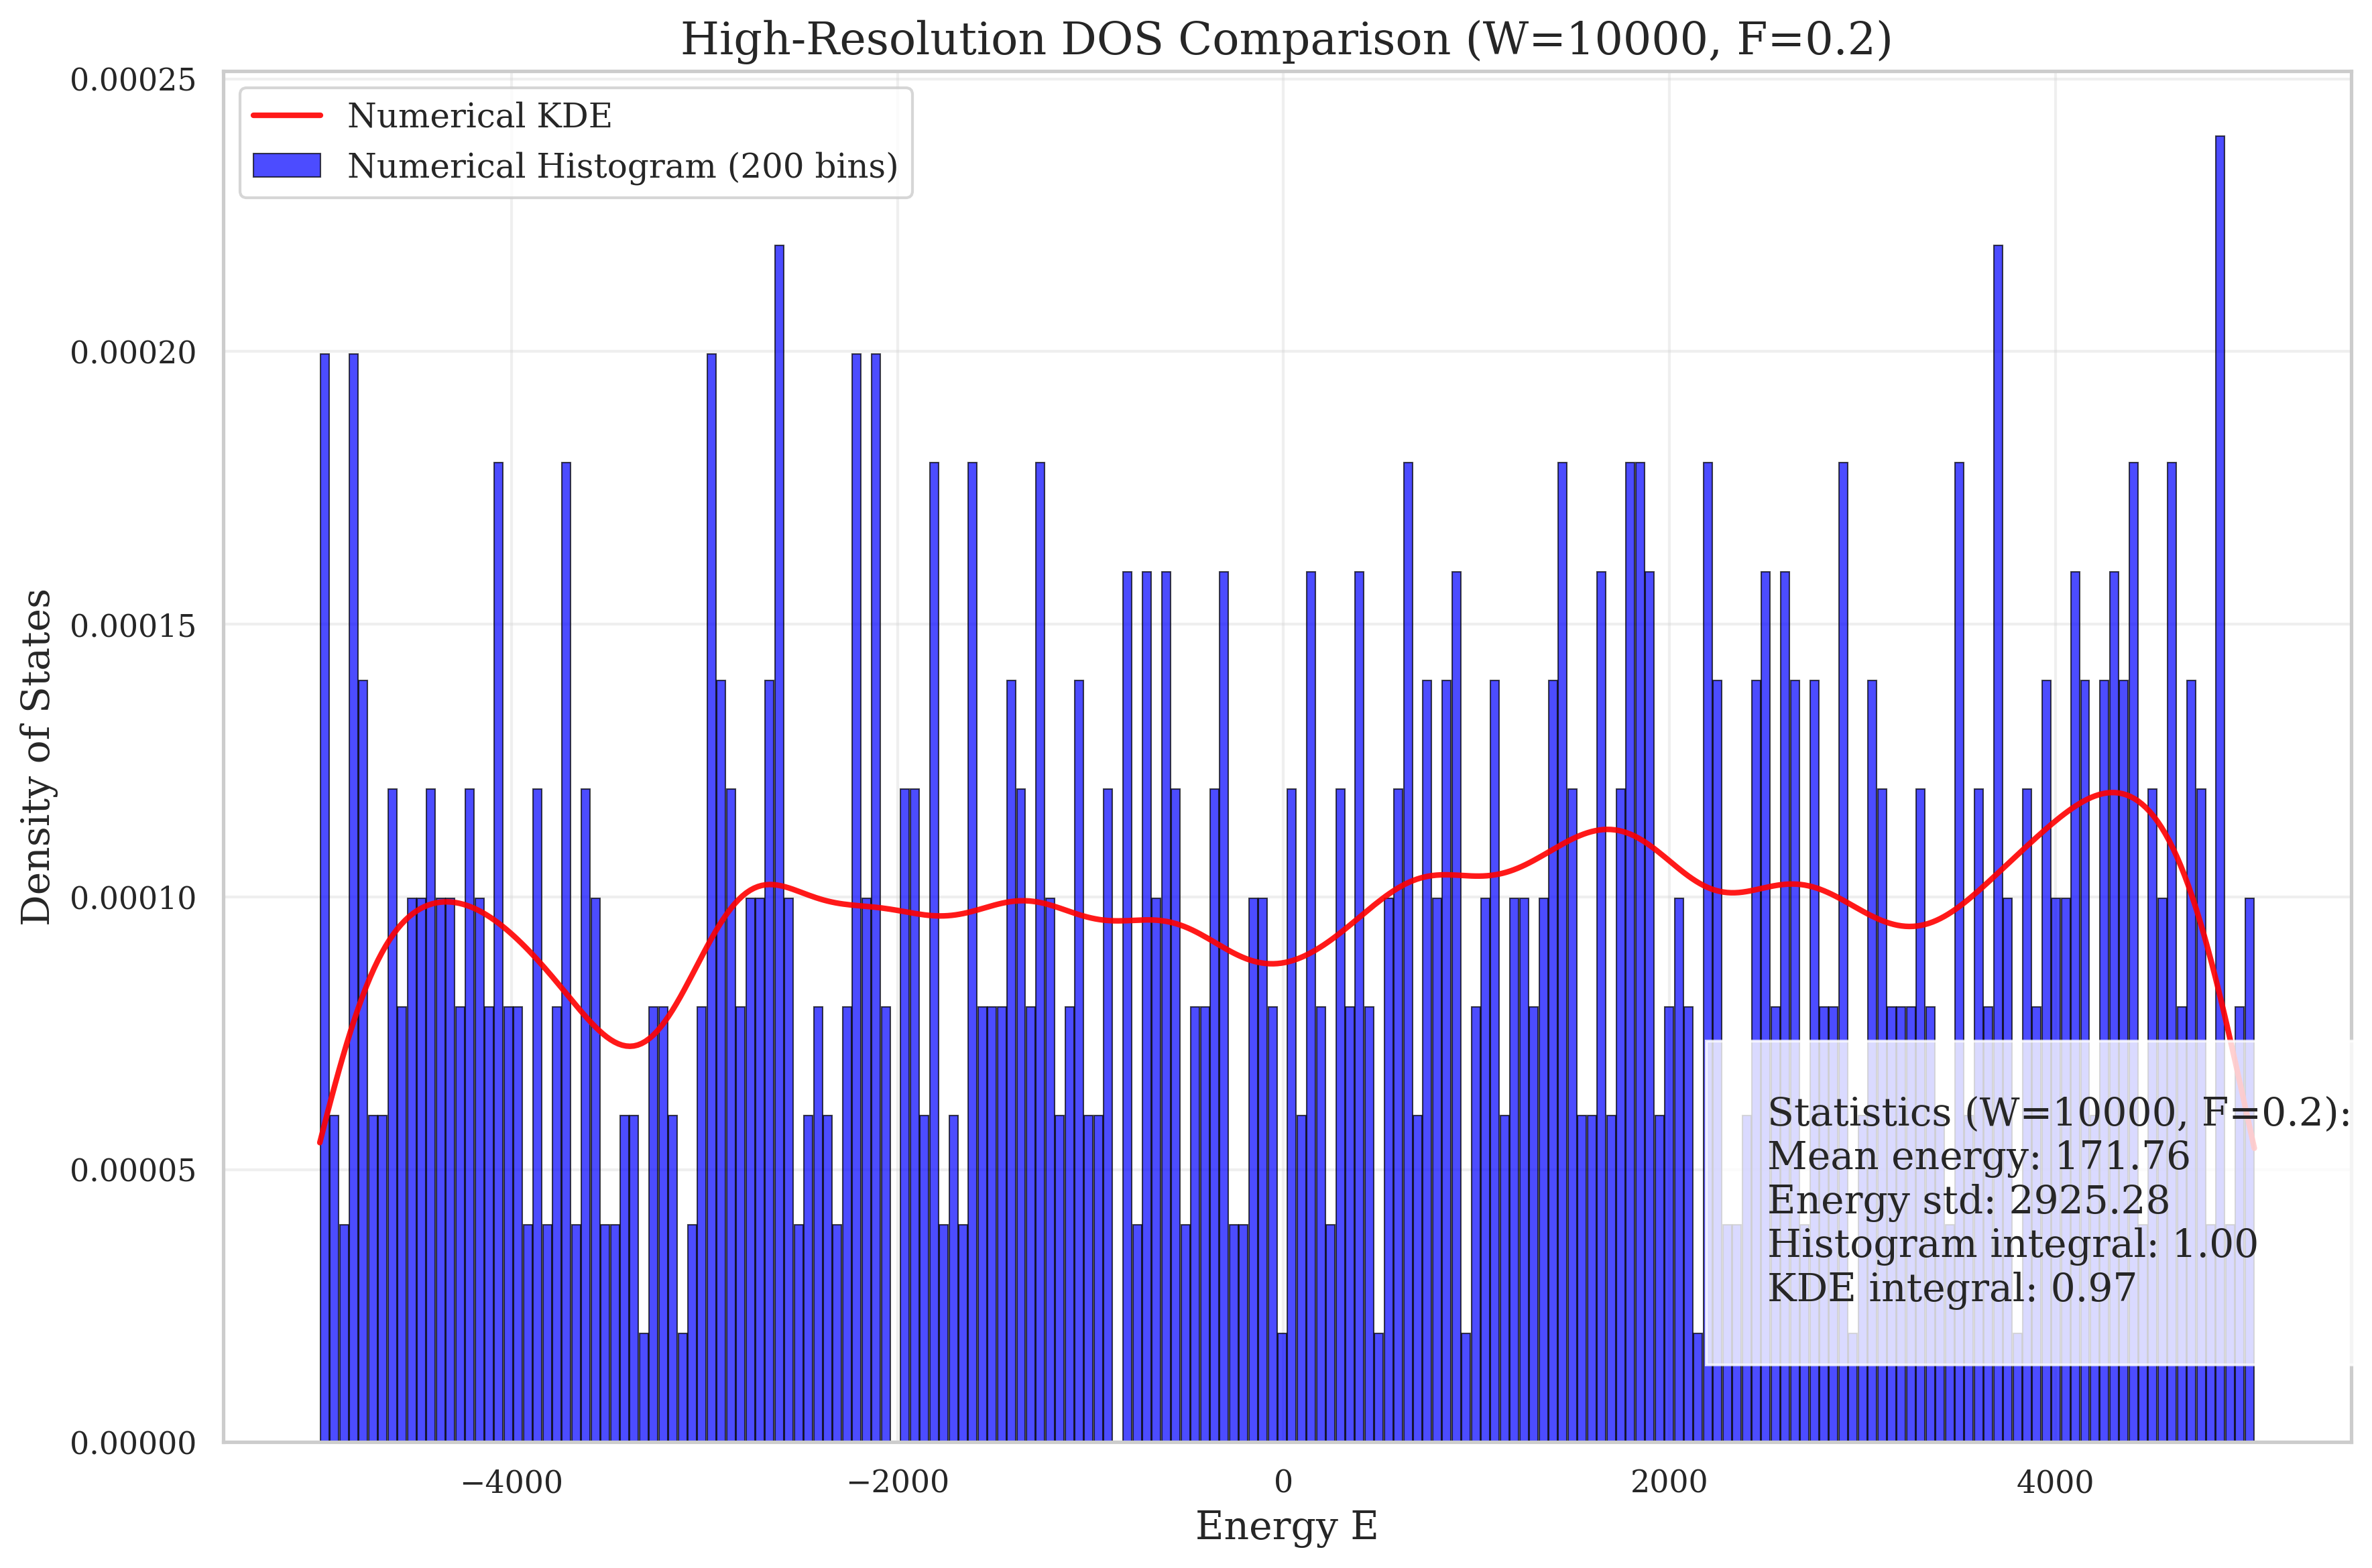 High-Resolution DOS Comparison (W=10000, F=0.2)
Numerical KDE
Numerical Histogram (200 bins)
Density of States
0.00025
0.00020
0.00015
0.00010
0.00005
0.00000
Statistics (W=10000, F=0.2):
Mean energy: 171.76
Energy std: 2925.28
Histogram integral: 1.00
KDE integral: 0.97
−4000
−2000
0
2000
4000
Energy E